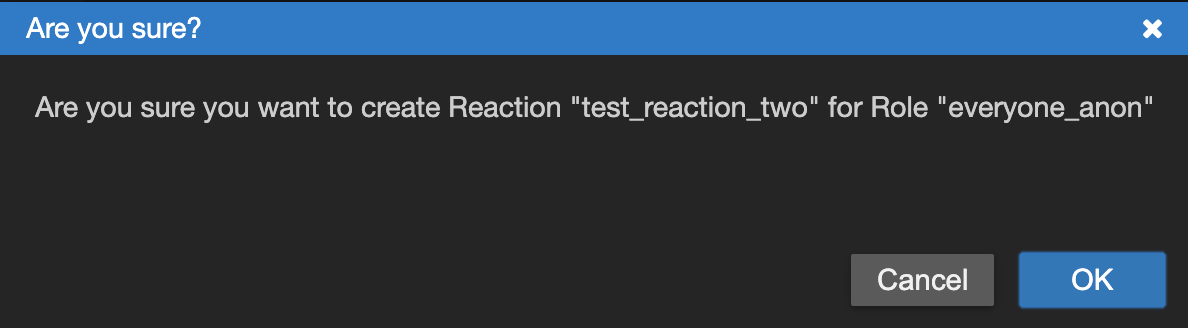 Are you sure?
Are you sure you want to create Reaction "test_reaction_two" for Role "everyone_anon"
Cancel
OK